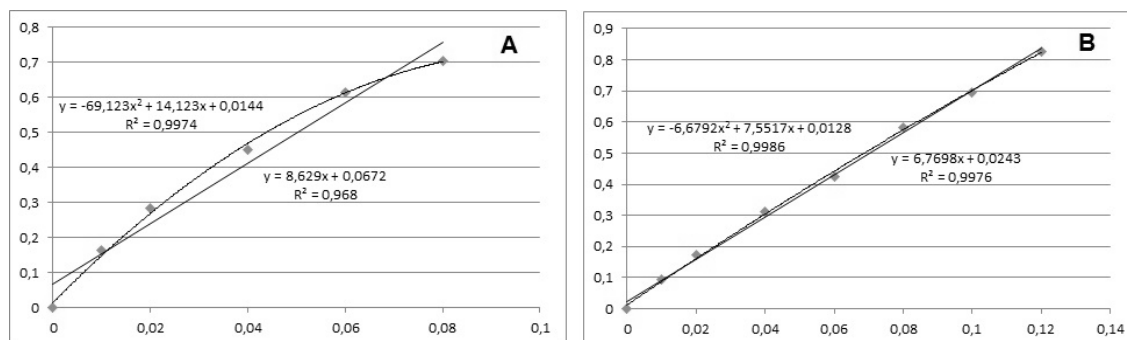 A
0,8
0,7
0,6
0,5
0,4
0,3
0,2
0,1
0
y = -69,123x² + 14,123x + 0,0144
R² = 0,9974
y = 8,629x + 0,0672
R² = 0,968
0 0,02 0,04 0,06 0,08 0,1
B
0,9
0,8
0,7
0,6
0,5
0,4
0,3
0,2
0,1
0
y = -6,6792x² + 7,5517x + 0,0128
R² = 0,9986
y = 6,7698x + 0,0243
R² = 0,9976
0 0,02 0,04 0,06 0,08 0,1 0,12 0,14